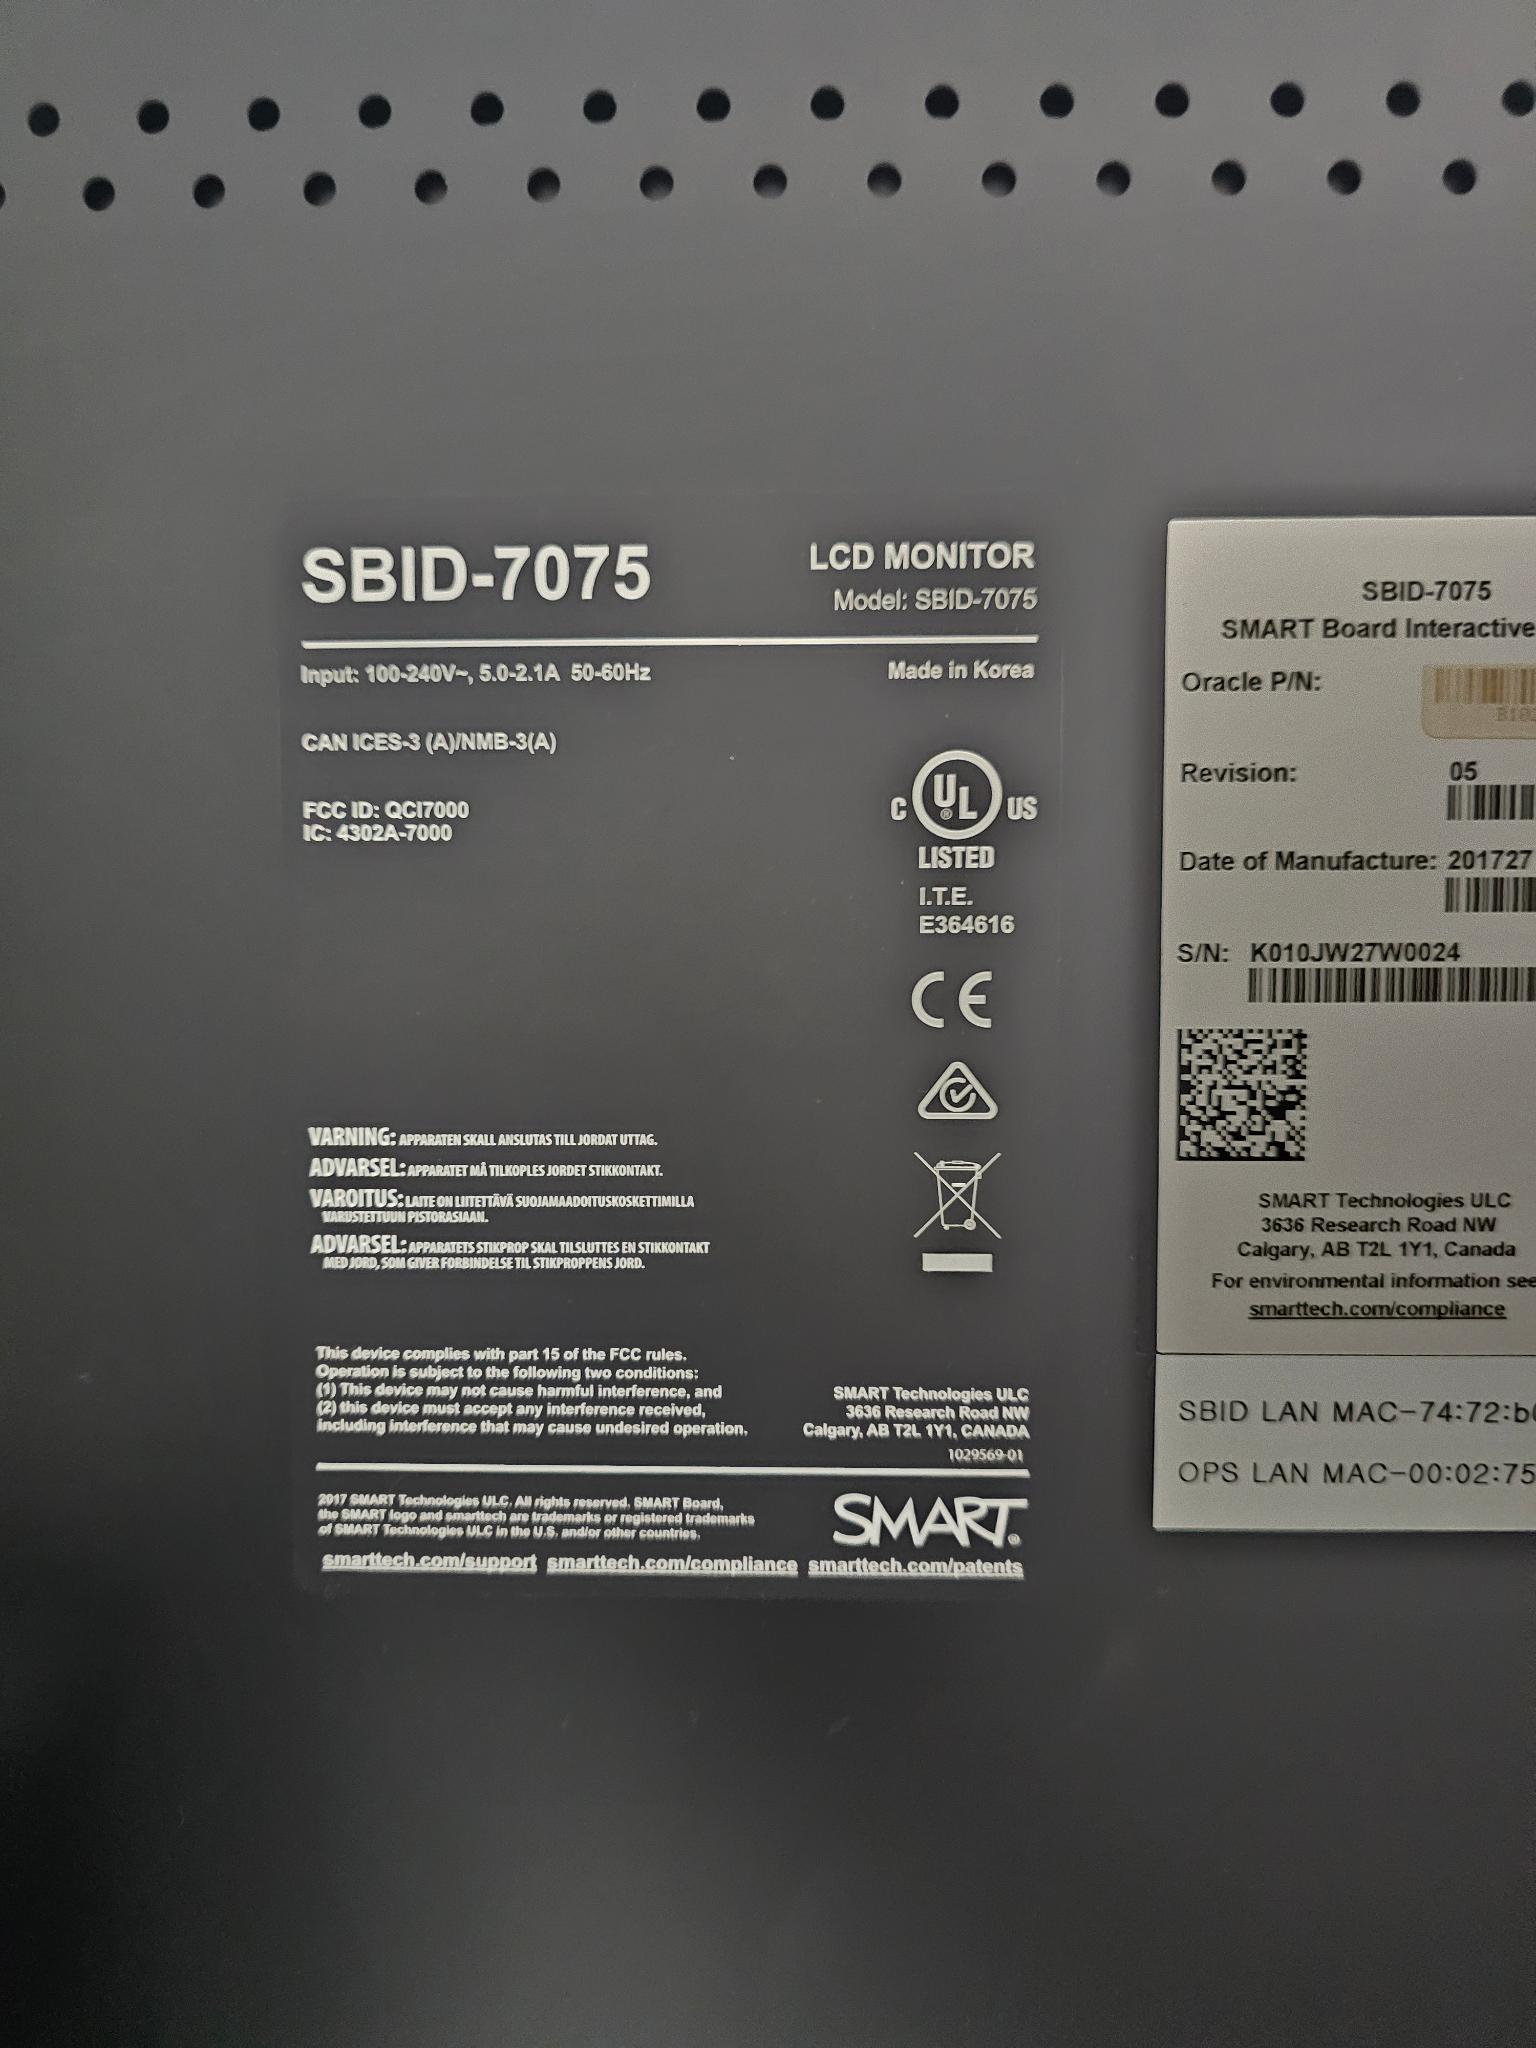 SBID-7075
LCD MONITOR
Model: SBID-7075
Input: 100-240V~, 5.0-2.1A 50-60Hz
Made in Korea
CAN ICES-3 (A)/NMB-3(A)
FCC ID: QCI7000
IC: 4302A-7000
C UL US
®
LISTED
I.T.E.
E364616
CE
VARNING: APPARATEN SKALL ANSLUTAS TILL JORDAT UTTAG.
ADVARSEL: APPARATET MÅ TILKOPLES JORDET STIKKONTAKT.
VAROITUS: LAITE ON LIITETTÄVÄ SUOJAMAADOITUSKOSKETTIMILLA
VARUSTETTUUN PISTORASIAAN.
ADVARSEL: APPARATETS STIKPROP SKAL TILSLUTTES EN STIKKONTAKT
MED JORD, SOM GIVER FORBINDELSE TIL STIKPROPPENS JORD.
This device complies with part 15 of the FCC rules.
Operation is subject to the following two conditions:
(1) This device may not cause harmful interference, and
(2) this device must accept any interference received,
including interference that may cause undesired operation.
SMART Technologies ULC
3636 Research Road NW
Calgary, AB T2L 1Y1, CANADA
1029569-01
2017 SMART Technologies ULC. All rights reserved. SMART Board,
the SMART logo and smarttech are trademarks or registered trademarks
of SMART Technologies ULC in the U.S. and/or other countries.
SMART®
smarttech.com/support smarttech.com/compliance smarttech.com/patents
SBID-7075
SMART Board Interactive
Oracle P/N:
Revision: 05
Date of Manufacture: 201727
S/N: K010JW27W0024
SMART Technologies ULC
3636 Research Road NW
Calgary, AB T2L 1Y1, Canada
For environmental information see
smarttech.com/compliance
SBID LAN MAC-74:72:b
OPS LAN MAC-00:02:75